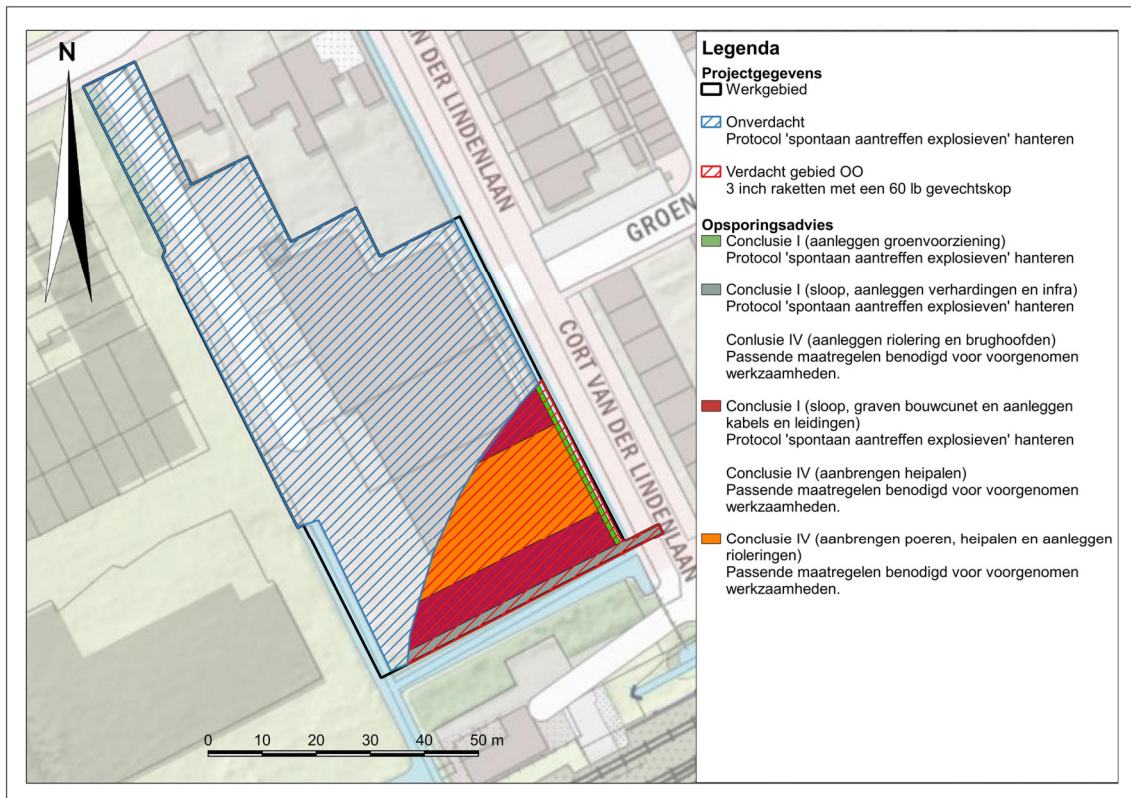 N
N DER LINDENLAAN
GROEN
CORT VAN DER LINDENLAAN
0 10 20 30 40 50 m
Legenda
Projectgegevens
Werkgebied
Onverdacht
Protocol 'spontaan aantreffen explosieven' hanteren
Verdacht gebied OO
3 inch raketten met een 60 lb gevechtskop
Opsporingsadvies
Conclusie I (aanleggen groenvoorziening)
Protocol 'spontaan aantreffen explosieven' hanteren
Conclusie I (sloop, aanleggen verhardingen en infra)
Protocol 'spontaan aantreffen explosieven' hanteren
Conlusie IV (aanleggen riolering en brughoofden)
Passende maatregelen benodigd voor voorgenomen
werkzaamheden.
Conclusie I (sloop, graven bouwcunet en aanleggen
kabels en leidingen)
Protocol 'spontaan aantreffen explosieven' hanteren
Conclusie IV (aanbrengen heipalen)
Passende maatregelen benodigd voor voorgenomen
werkzaamheden.
Conclusie IV (aanbrengen poeren, heipalen en aanleggen
rioleringen)
Passende maatregelen benodigd voor voorgenomen
werkzaamheden.